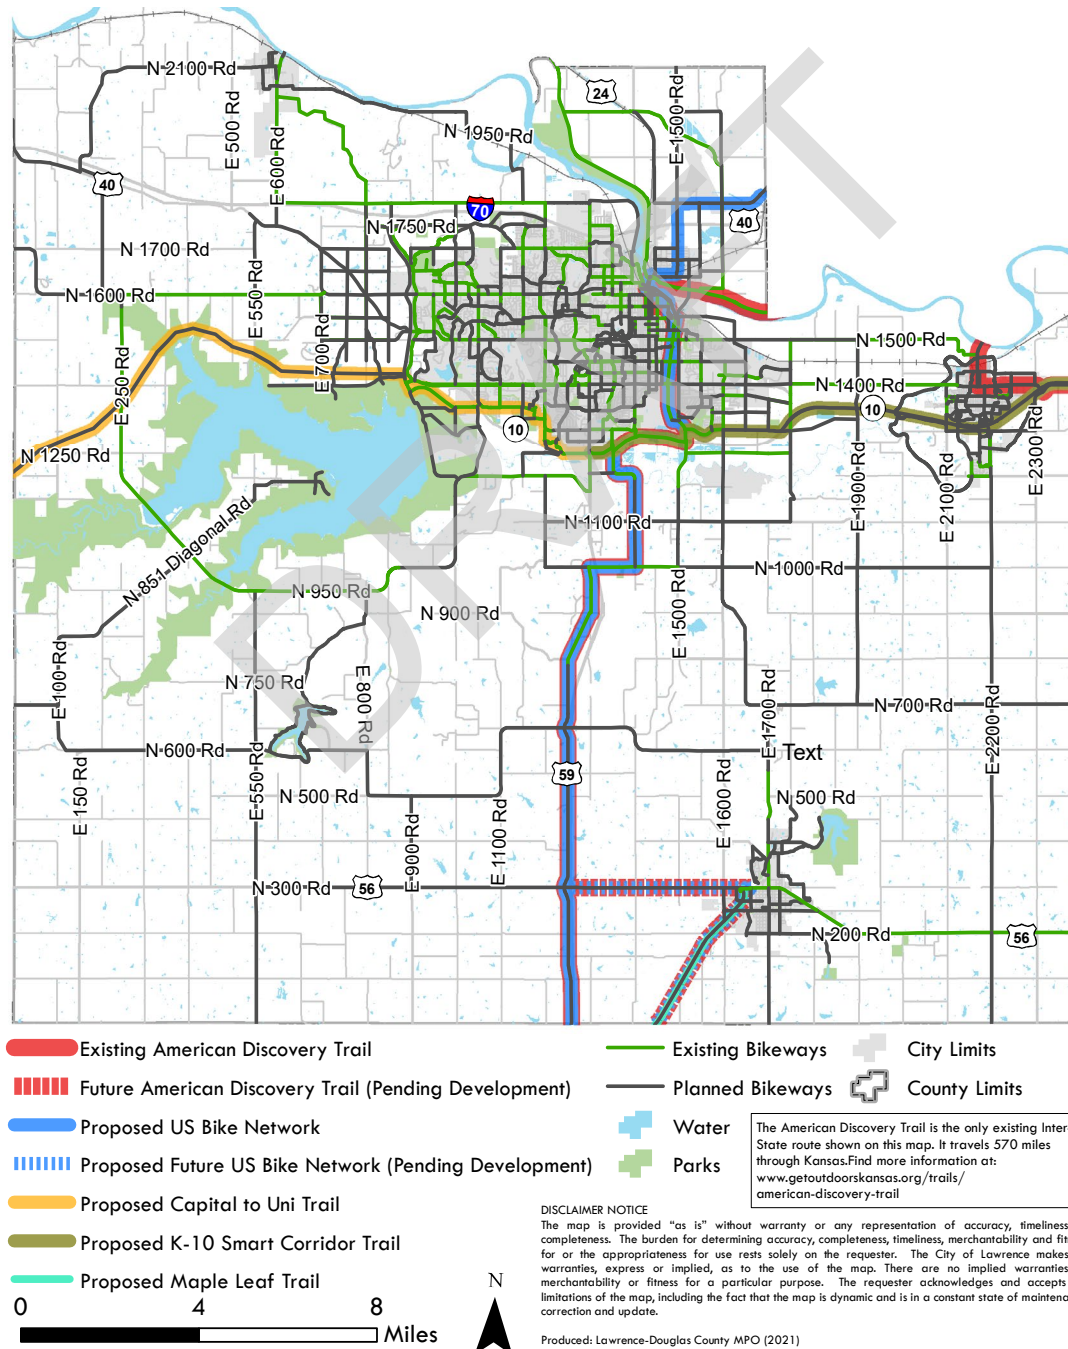 N 2100 Rd
24
E 500 Rd
E 600 Rd
N 1950 Rd
E 1500 Rd
40
70
40
N 1750 Rd
N 1700 Rd
E 550 Rd
N 1600 Rd
E 700 Rd
N 1500 Rd
E 250 Rd
N 1400 Rd
10
10
N 1250 Rd
E 1900 Rd
E 2100 Rd
E 2300 Rd
N 851 Diagonal Rd
N 1100 Rd
N 1000 Rd
N 950 Rd
N 900 Rd
E 1500 Rd
E 100 Rd
N 750 Rd
E 800 Rd
E 1700 Rd
N 700 Rd
E 2200 Rd
N 600 Rd
Text
E 150 Rd
E 550 Rd
59
E 1600 Rd
N 500 Rd
N 500 Rd
E 900 Rd
E 1100 Rd
N 300 Rd
56
N 200 Rd
56
DRAFT
Existing American Discovery Trail
Future American Discovery Trail (Pending Development)
Proposed US Bike Network
Proposed Future US Bike Network (Pending Development)
Proposed Capital to Uni Trail
Proposed K-10 Smart Corridor Trail
Proposed Maple Leaf Trail
Existing Bikeways
Planned Bikeways
Water
Parks
City Limits
County Limits
The American Discovery Trail is the only existing Inter
State route shown on this map. It travels 570 miles
through Kansas.Find more information at:
www.getoutdoorskansas.org/trails/
american-discovery-trail
DISCLAIMER NOTICE
The map is provided "as is" without warranty or any representation of accuracy, timeliness
completeness. The burden for determining accuracy, completeness, timeliness, merchantability and fit
for or the appropriateness for use rests solely on the requester. The City of Lawrence makes
warranties, express or implied, as to the use of the map. There are no implied warranties
merchantability or fitness for a particular purpose. The requester acknowledges and accepts
limitations of the map, including the fact that the map is dynamic and is in a constant state of maintena
correction and update.
Produced: Lawrence-Douglas County MPO (2021)
0 4 8
Miles
N